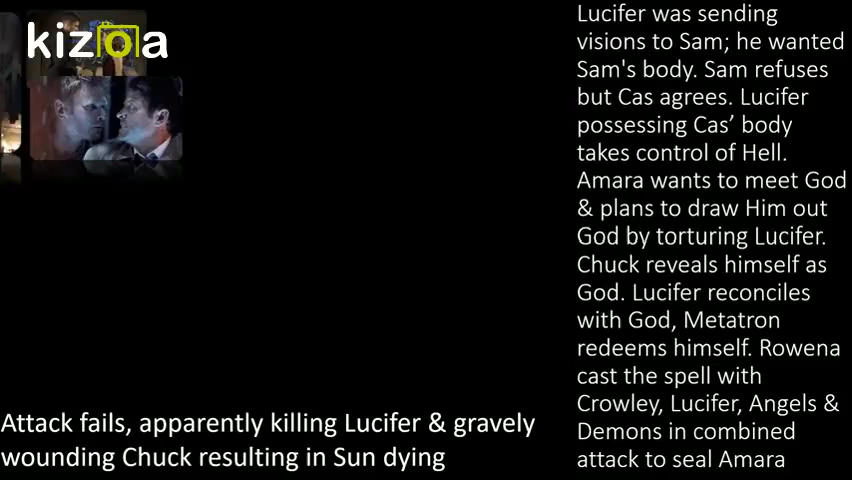 kizoa
Lucifer was sending
visions to Sam; he wanted
Sam's body. Sam refuses
but Cas agrees. Lucifer
possessing Cas’ body
takes control of Hell.
Amara wants to meet God
& plans to draw Him out
God by torturing Lucifer.
Chuck reveals himself as
God. Lucifer reconciles
with God, Metatron
redeems himself. Rowena
cast the spell with
Crowley, Lucifer, Angels &
Demons in combined
attack to seal Amara
Attack fails, apparently killing Lucifer & gravely
wounding Chuck resulting in Sun dying